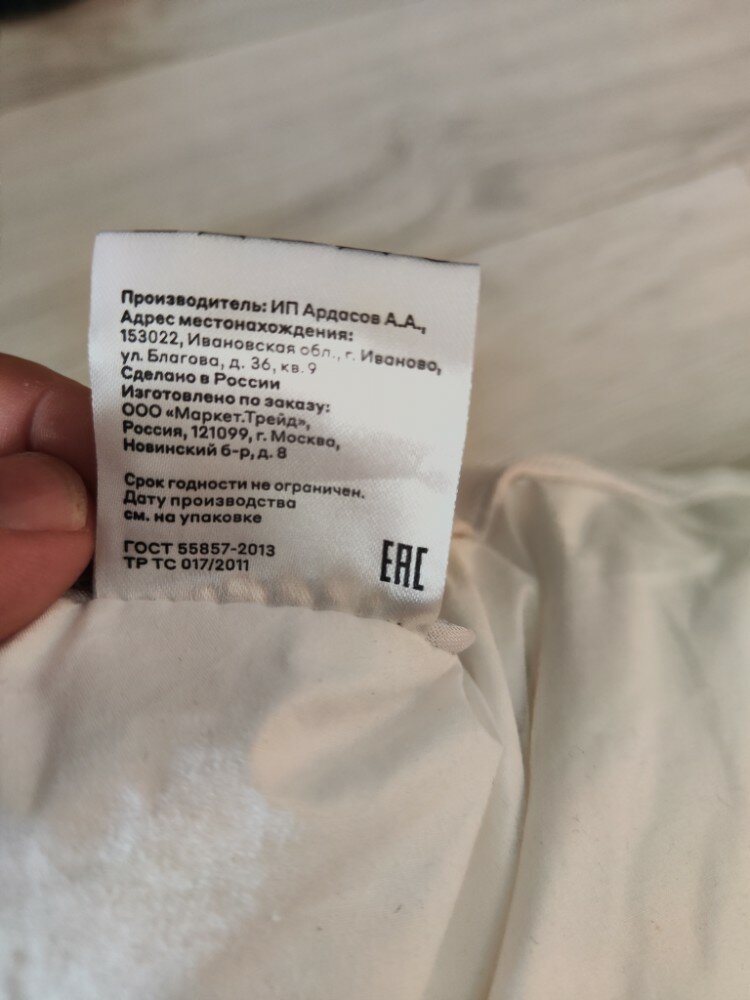 Производитель: ИП Ардасов А.А.,
Адрес местонахождения:
153022, Ивановская обл., г. Иваново,
ул. Благова, д. 36, кв. 9
Сделано в России
Изготовлено по заказу:
ООО «Маркет.Трейд»,
Россия, 121099, г. Москва,
Новинский б-р, д. 8
Срок годности не ограничен.
Дату производства
см. на упаковке
ГОСТ 55857-2013
ТР ТС 017/2011
ЕАС